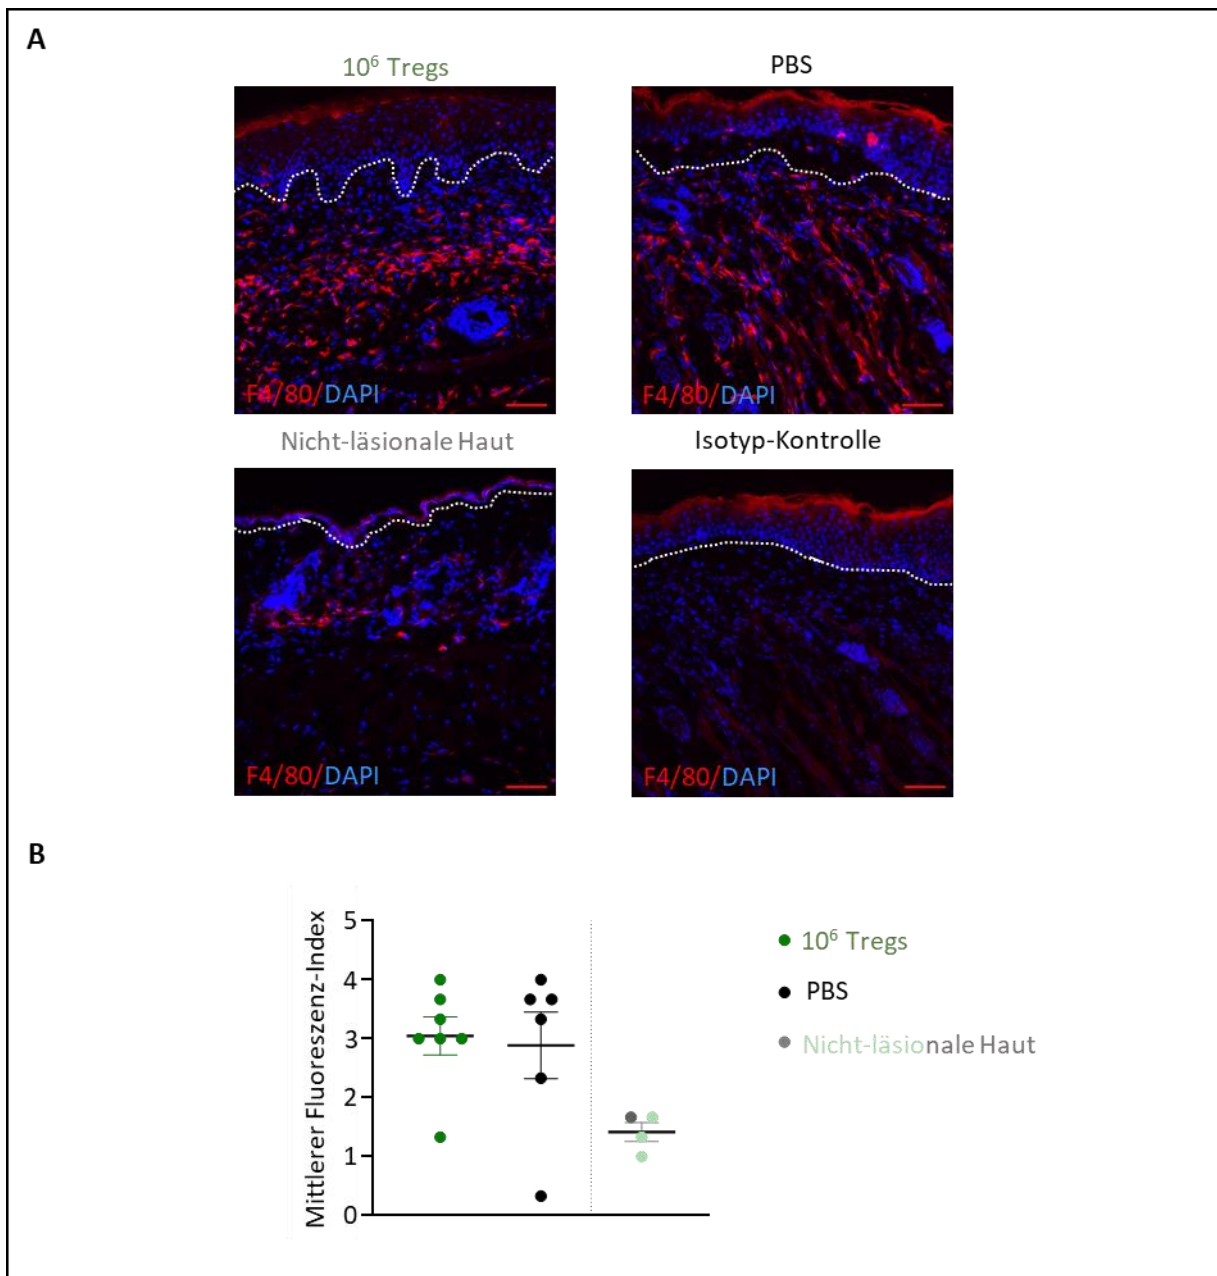 A
10⁶ Tregs
PBS
F4/80/DAPI
F4/80/DAPI
Nicht-läsionale Haut
Isotyp-Kontrolle
F4/80/DAPI
F4/80/DAPI
B
Mittlerer Fluoreszenz-Index
5
4
3
2
1
0
10⁶ Tregs
PBS
Nicht-läsionale Haut